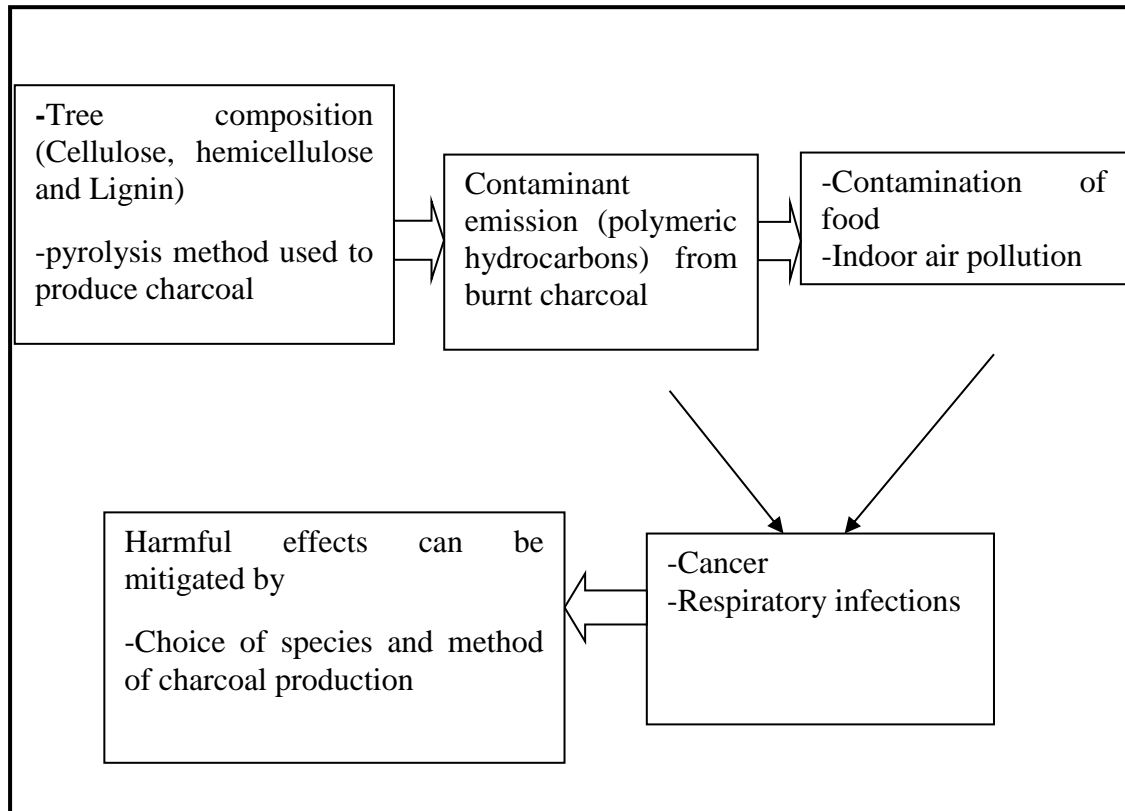 -Tree composition
(Cellulose, hemicellulose
and Lignin)
-pyrolysis method used to
produce charcoal
Contaminant
emission (polymeric
hydrocarbons) from
burnt charcoal
-Contamination of
food
-Indoor air pollution
Harmful effects can be
mitigated by
-Choice of species and method
of charcoal production
-Cancer
-Respiratory infections